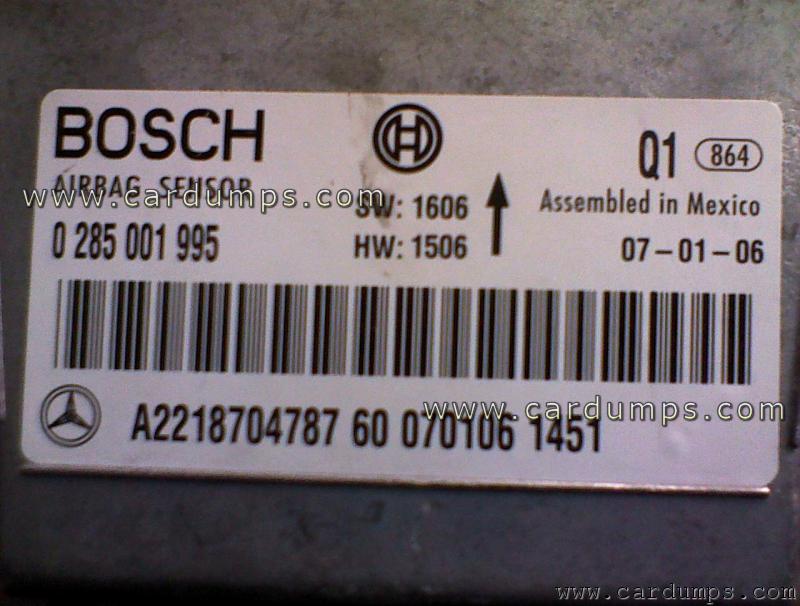 BOSCH
Q1 864
AIRBAG SENSOR
www.cardumps.com
SW: 1606
Assembled in Mexico
0 285 001 995
HW: 1506
07-01-06
www.cardumps.com
A2218704787 60 070106 1451
www.cardumps.com